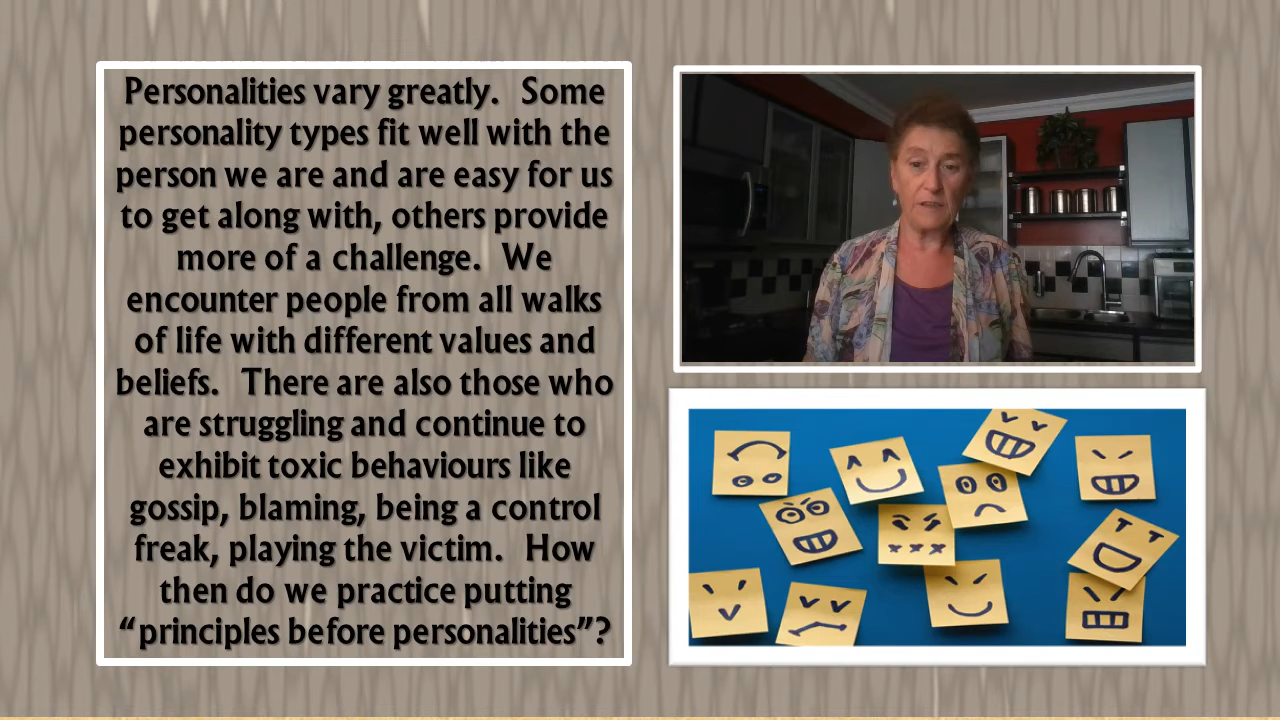 Personalities vary greatly.  Some
personality types fit well with the
person we are and are easy for us
to get along with, others provide
more of a challenge.  We
encounter people from all walks
of life with different values and
beliefs.  There are also those who
are struggling and continue to
exhibit toxic behaviours like
gossip, blaming, being a control
freak, playing the victim.  How
then do we practice putting
“principles before personalities”?